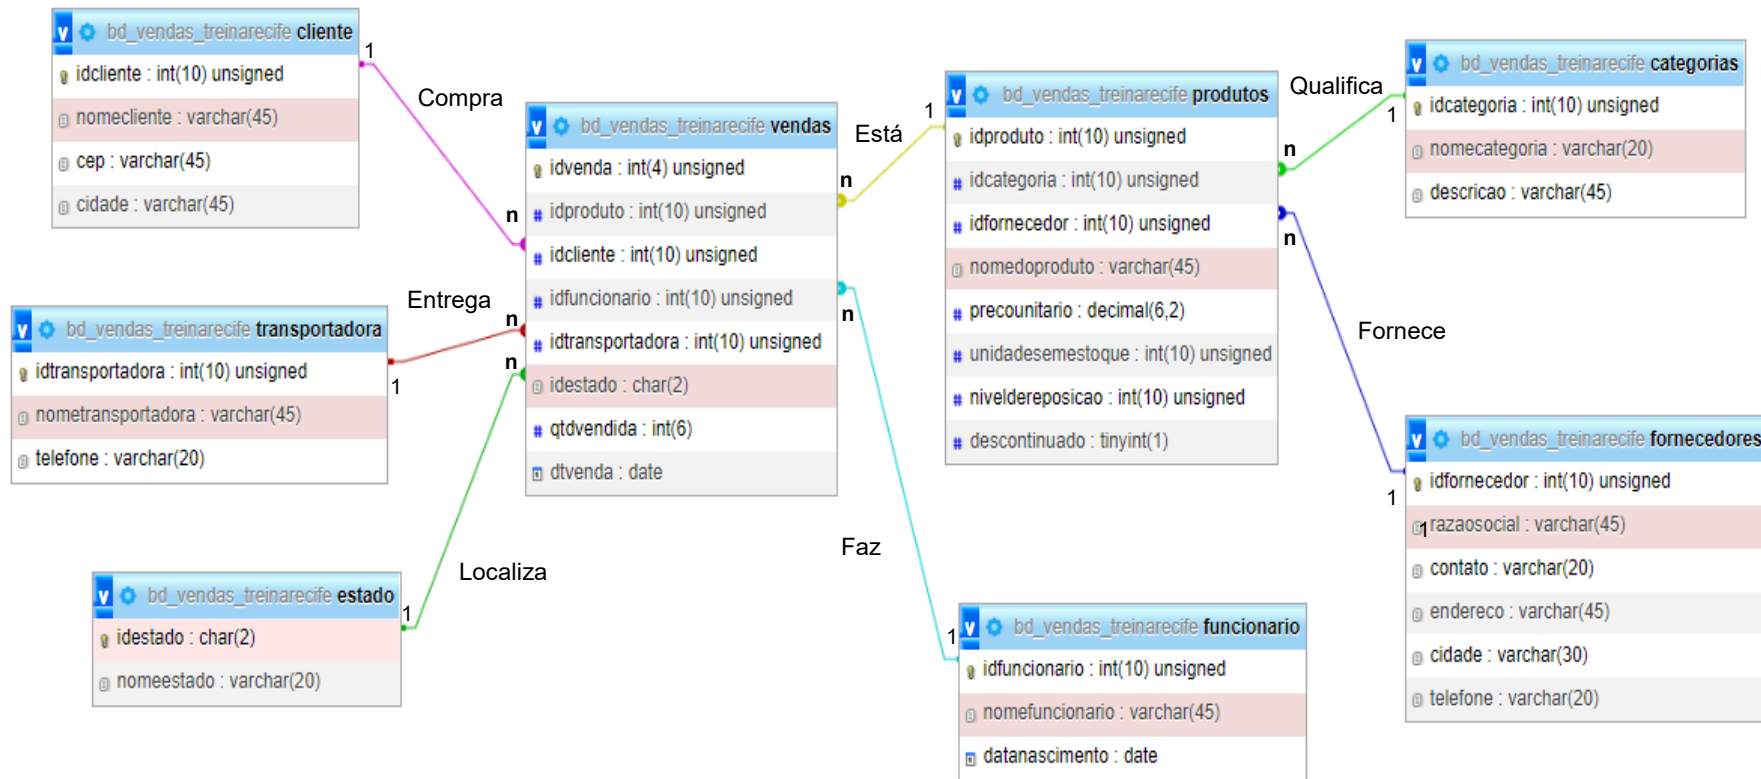 bd_vendas_treinarecife cliente
idcliente : int(10) unsigned
nomecliente : varchar(45)
cep : varchar(45)
cidade : varchar(45)
1
Compra
n
bd_vendas_treinarecife transportadora
idtransportadora : int(10) unsigned
nometransportadora : varchar(45)
telefone : varchar(20)
1
Entrega
n
bd_vendas_treinarecife estado
idestado : char(2)
nomeestado : varchar(20)
1
Localiza
n
bd_vendas_treinarecife vendas
idvenda : int(4) unsigned
idproduto : int(10) unsigned
idcliente : int(10) unsigned
idfuncionario : int(10) unsigned
idtransportadora : int(10) unsigned
idestado : char(2)
qtdvendida : int(6)
dtvenda : date
Está
1
n
n
Faz
1
bd_vendas_treinarecife produtos
idproduto : int(10) unsigned
idcategoria : int(10) unsigned
idfornecedor : int(10) unsigned
nomedoproduto : varchar(45)
precounitario : decimal(6,2)
unidadesemestoque : int(10) unsigned
niveldereposicao : int(10) unsigned
descontinuado : tinyint(1)
bd_vendas_treinarecife funcionario
idfuncionario : int(10) unsigned
nomefuncionario : varchar(45)
datanascimento : date
Qualifica
1
n
n
Fornece
1
bd_vendas_treinarecife categorias
idcategoria : int(10) unsigned
nomecategoria : varchar(20)
descricao : varchar(45)
bd_vendas_treinarecife fornecedores
idfornecedor : int(10) unsigned
1
razaosocial : varchar(45)
contato : varchar(20)
endereco : varchar(45)
cidade : varchar(30)
telefone : varchar(20)